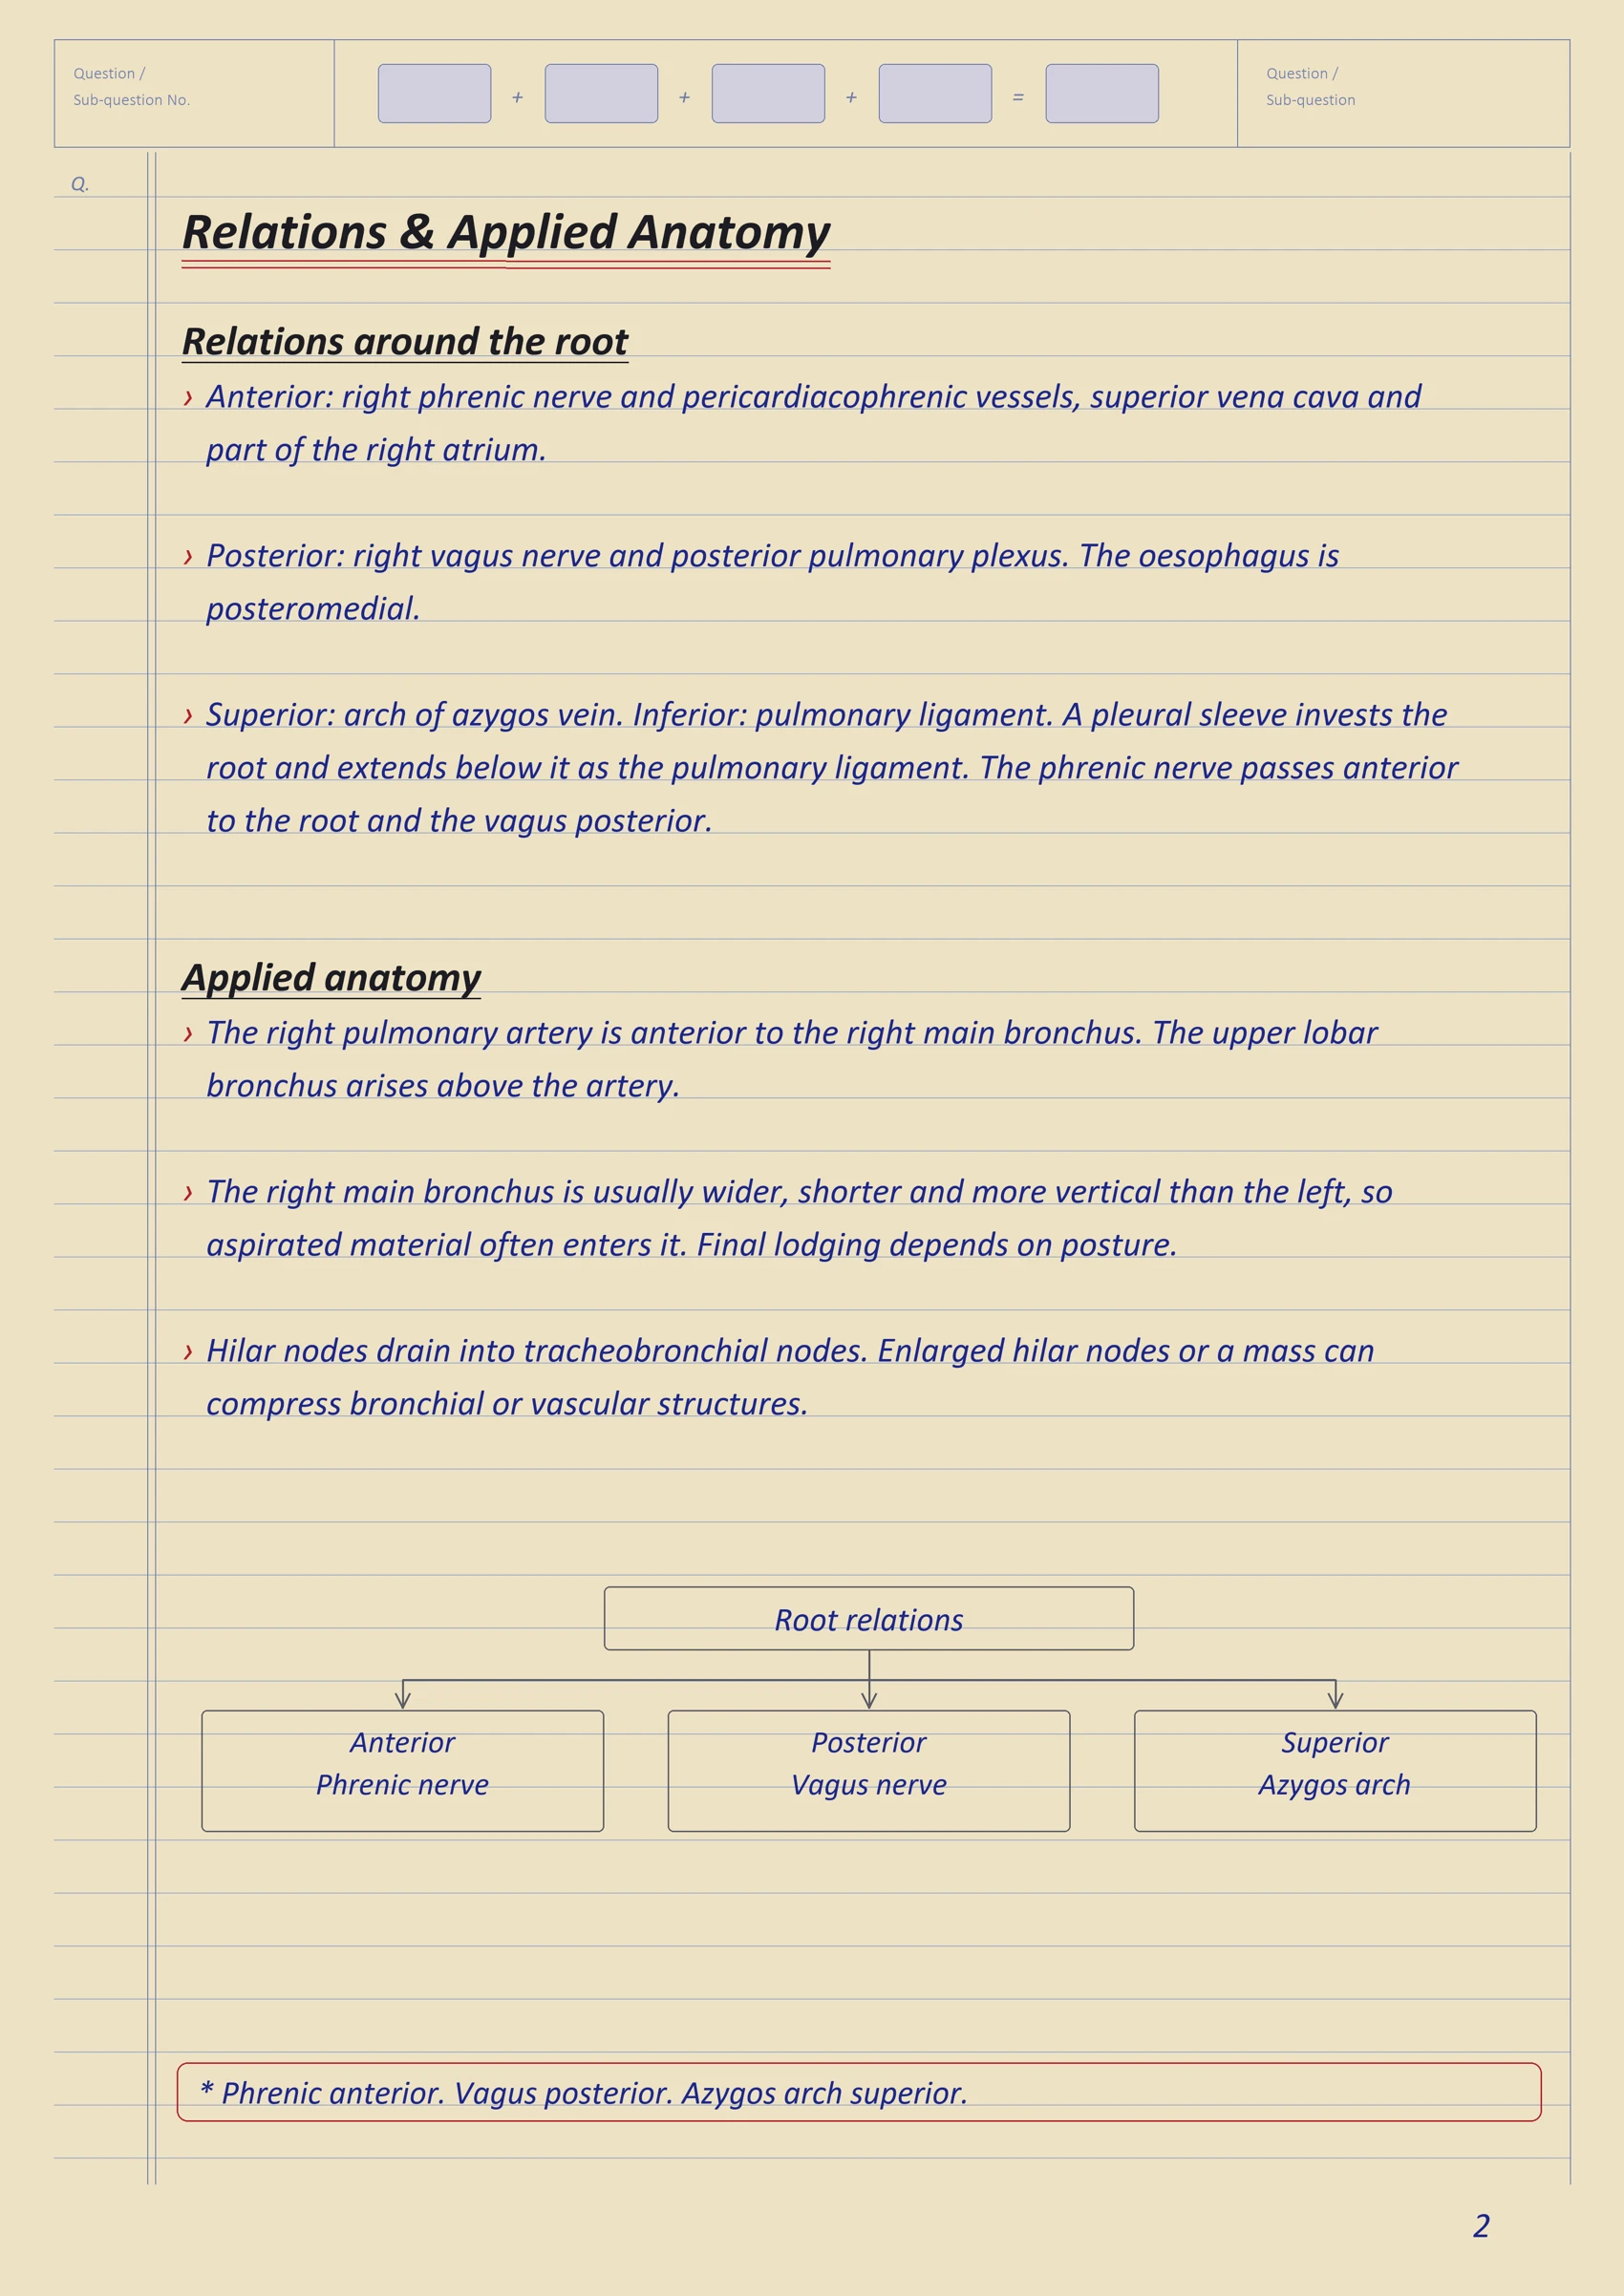 Question /
Sub-question No.
+ + + =
Question /
Sub-question
Q.
Relations & Applied Anatomy
Relations around the root
› Anterior: right phrenic nerve and pericardiacophrenic vessels, superior vena cava and
part of the right atrium.
› Posterior: right vagus nerve and posterior pulmonary plexus. The oesophagus is
posteromedial.
› Superior: arch of azygos vein. Inferior: pulmonary ligament. A pleural sleeve invests the
root and extends below it as the pulmonary ligament. The phrenic nerve passes anterior
to the root and the vagus posterior.
Applied anatomy
› The right pulmonary artery is anterior to the right main bronchus. The upper lobar
bronchus arises above the artery.
› The right main bronchus is usually wider, shorter and more vertical than the left, so
aspirated material often enters it. Final lodging depends on posture.
› Hilar nodes drain into tracheobronchial nodes. Enlarged hilar nodes or a mass can
compress bronchial or vascular structures.
Root relations
Anterior
Phrenic nerve
Posterior
Vagus nerve
Superior
Azygos arch
* Phrenic anterior. Vagus posterior. Azygos arch superior.
2